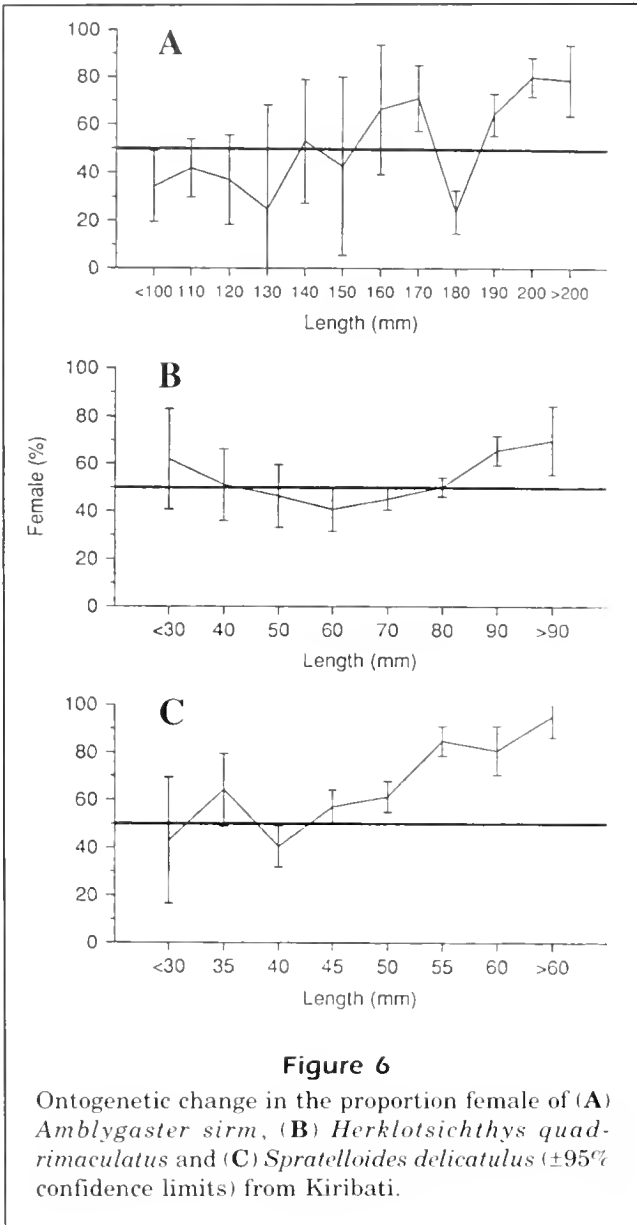 A
100
80
60
40
20
0
<100 110 120 130 140 150 160 170 180 190 200 >200
Length (mm)
B
100
80
60
40
20
0
Female (%)
<30 40 50 60 70 80 90 >90
Length (mm)
C
100
80
60
40
20
0
<30 35 40 45 50 55 60 >60
Length (mm)
Figure 6
Ontogenetic change in the proportion female of (A)
Amblygaster sirm, (B) Herklotsichthys quad-
rimaculatus and (C) Spratelloides delicatulus (±95%
confidence limits) from Kiribati.